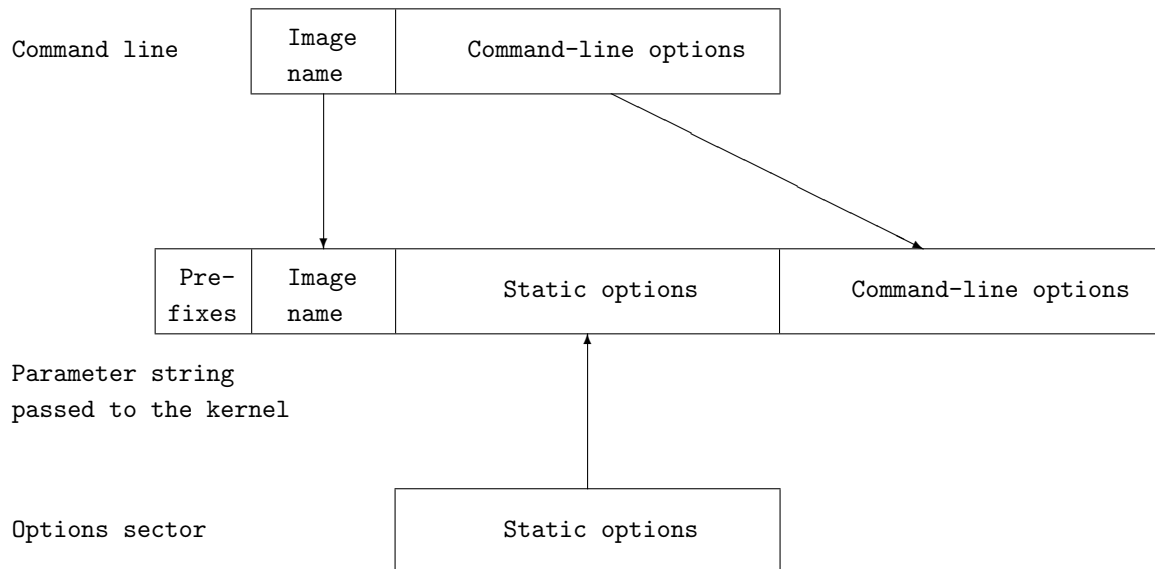 Command line
Image
name
Command-line options
Pre-
fixes
Image
name
Static options
Command-line options
Parameter string
passed to the kernel
Options sector
Static options